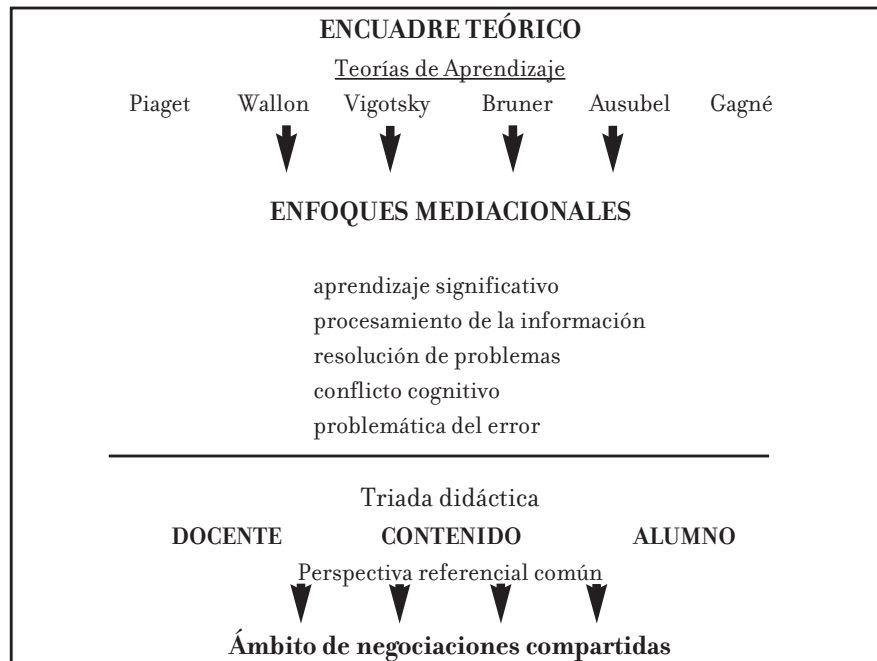 ENCUADRE TEÓRICO
Teorías de Aprendizaje
Piaget Wallon Vigotsky Bruner Ausubel Gagné
ENFOQUES MEDIACIONALES
aprendizaje significativo
procesamiento de la información
resolución de problemas
conflicto cognitivo
problemática del error
Triada didáctica
DOCENTE CONTENIDO ALUMNO
Perspectiva referencial común
Ámbito de negociaciones compartidas